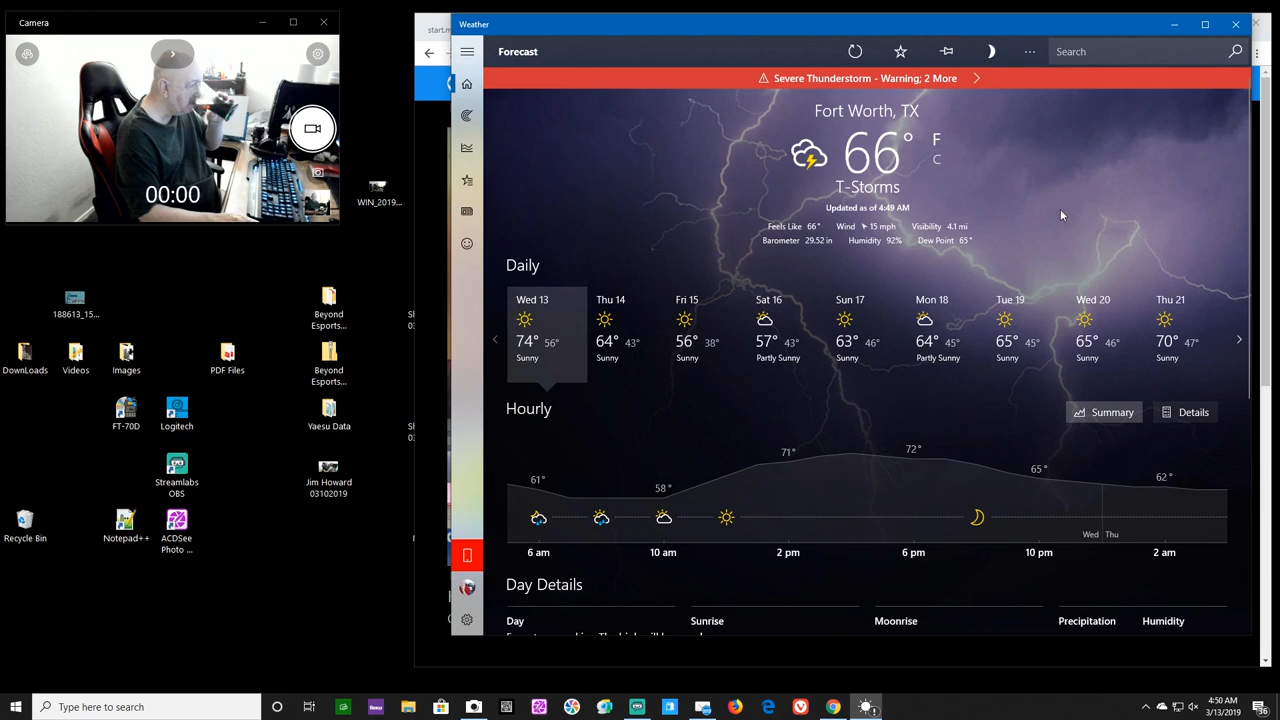 Camera
00:00
WIN_2019...
188613_15...
Beyond
Esports...
DownLoads
Videos
Images
PDF Files
Beyond
Esports...
FT-70D
Logitech
Yaesu Data
Streamlabs
OBS
Jim Howard
03102019
Recycle Bin
Notepad++
ACDSee
Photo ...
start.m
Weather
Forecast
Search
Severe Thunderstorm - Warning; 2 More
Fort Worth, TX
66°
F
C
T-Storms
Updated as of 4:49 AM
Feels Like 66° Wind 15 mph Visibility 4.1 mi
Barometer 29.52 in Humidity 92% Dew Point 65°
Daily
Wed 13 Thu 14 Fri 15 Sat 16 Sun 17 Mon 18 Tue 19 Wed 20 Thu 21
74° 56° 64° 43° 56° 38° 57° 43° 63° 46° 64° 45° 65° 45° 65° 46° 70° 47°
Sunny Sunny Sunny Partly Sunny Sunny Partly Sunny Sunny Sunny Sunny
Hourly
Summary Details
61° 58° 71° 72° 65° 62°
Wed Thu
6 am 10 am 2 pm 6 pm 10 pm 2 am
Day Details
Day Sunrise Moonrise Precipitation Humidity
Type here to search
Roku
4:50 AM
3/13/2019
36